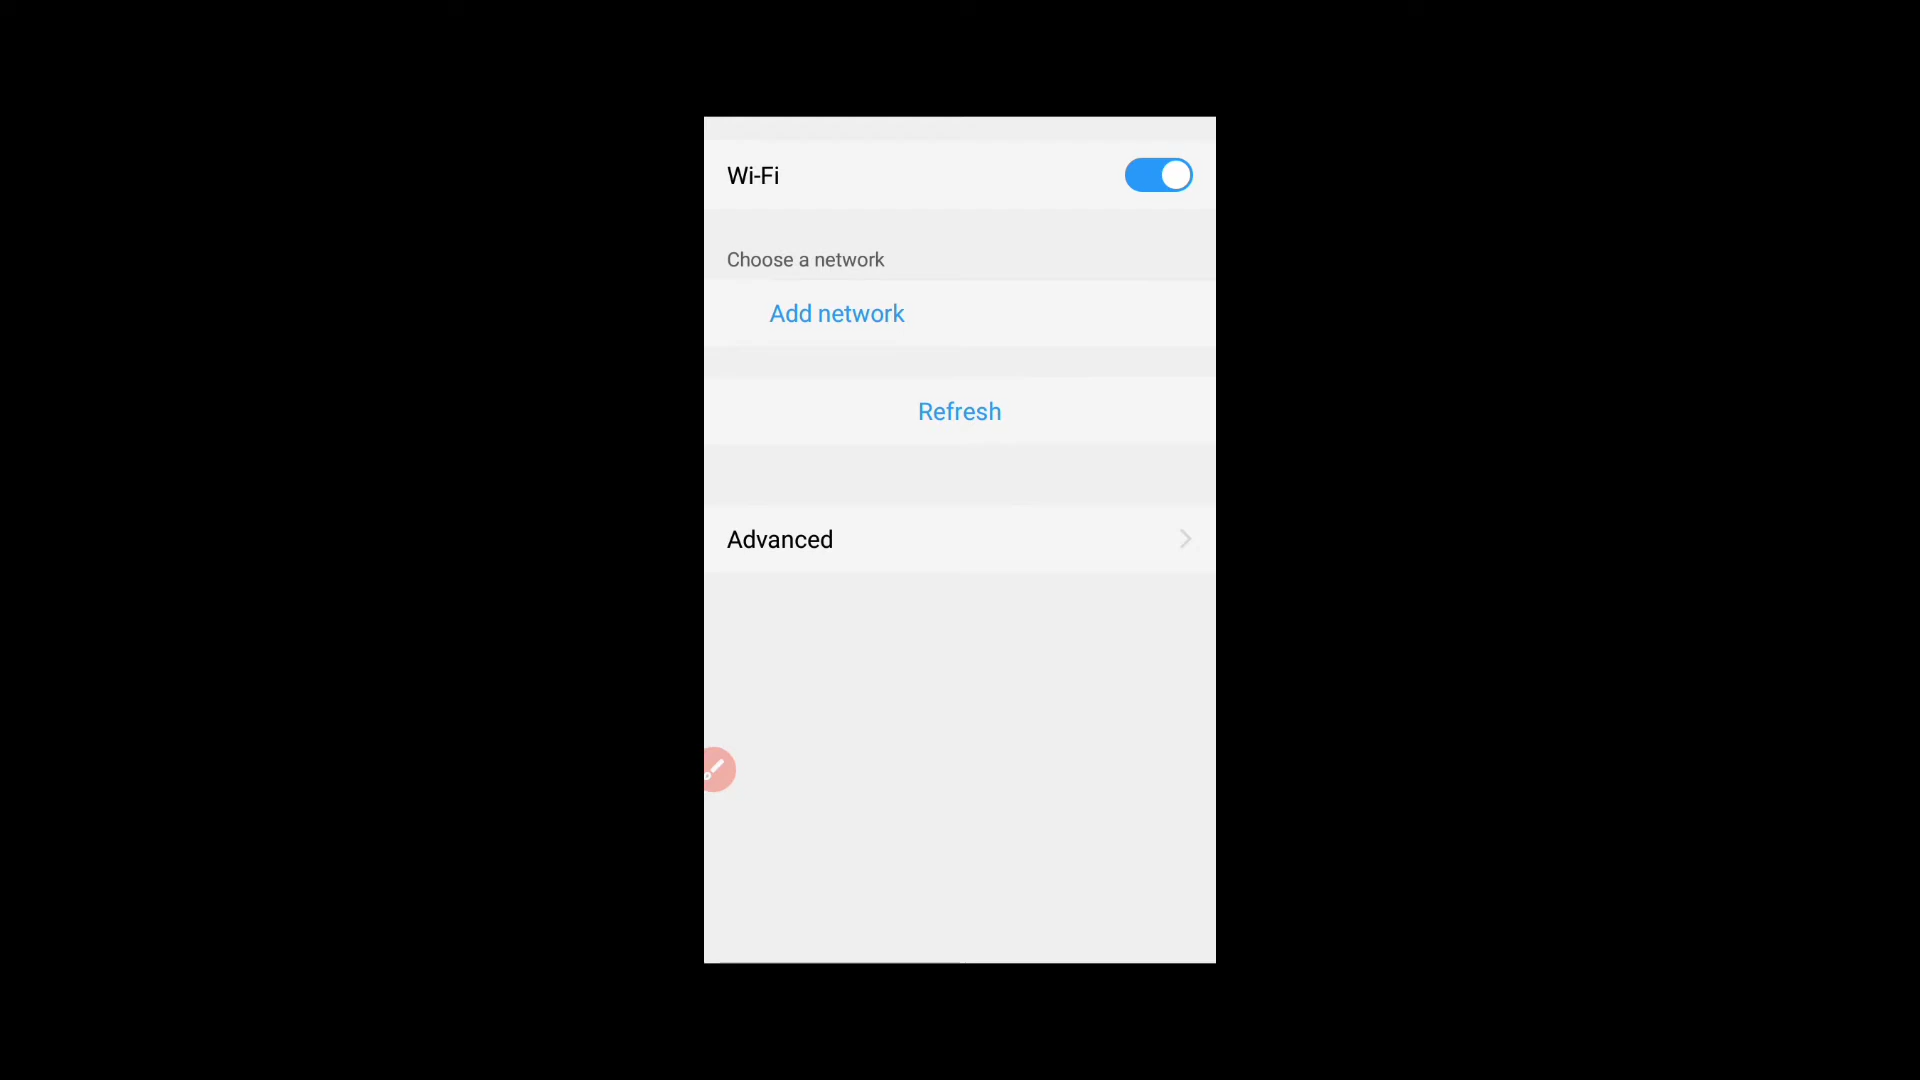 Wi-Fi
Choose a network
Add network
Refresh
Advanced